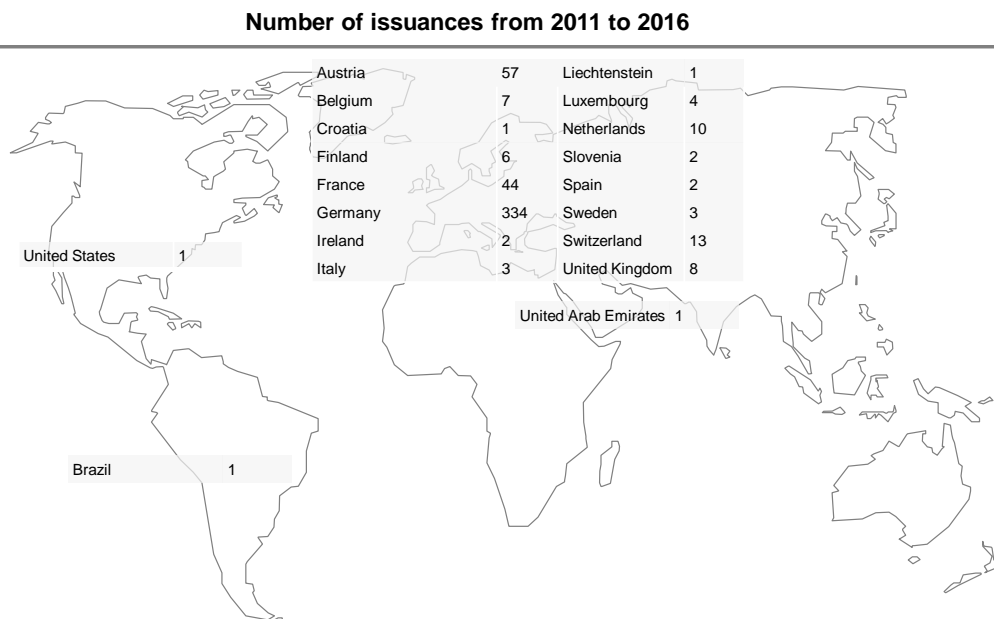 Number of issuances from 2011 to 2016
Austria 57 Liechtenstein 1
Belgium 7 Luxembourg 4
Croatia 1 Netherlands 10
Finland 6 Slovenia 2
France 44 Spain 2
Germany 334 Sweden 3
Ireland 2 Switzerland 13
Italy 3 United Kingdom 8
United States 1
United Arab Emirates 1
Brazil 1